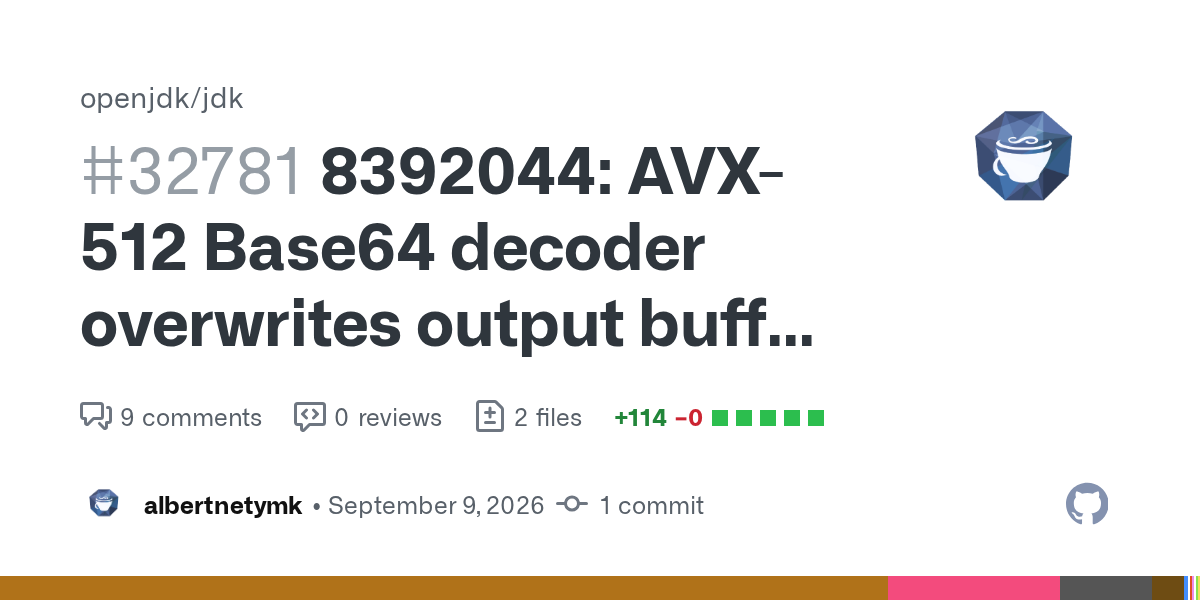 openjdk/jdk
#32781 8392044: AVX-
512 Base64 decoder
overwrites output buff...
9 comments 0 reviews 2 files +114 −0
albertnetymk • September 9, 2026 1 commit